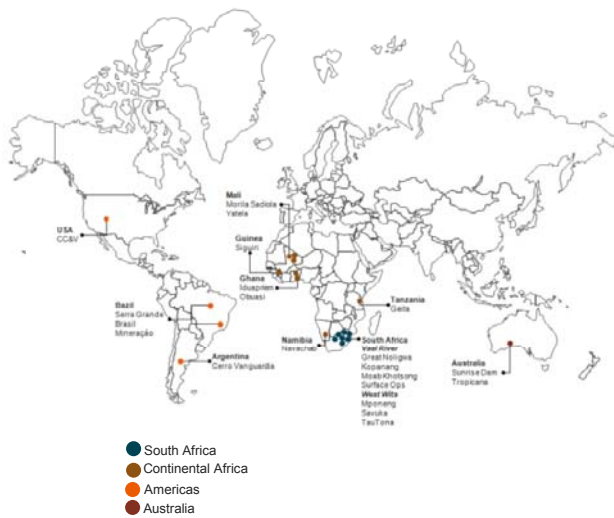 Mali
Morila Sadiola
Yatela
USA
CC&V
Guinea
Siguiri
Ghana
Iduaprien
Obuasi
Tanzania
Geita
Bazil
Serra Grande
Brasil
Mineração
Argentina
Cerro Vanguardia
Namibia
Navachab
South Africa
Vaal River
Great Noligwa
Kopanang
Moab Khotsong
Surface Ops
West Wits
Mponeng
Savuka
TauTona
Australia
Sunrise Dam
Tropicana
South Africa
Continental Africa
Americas
Australia